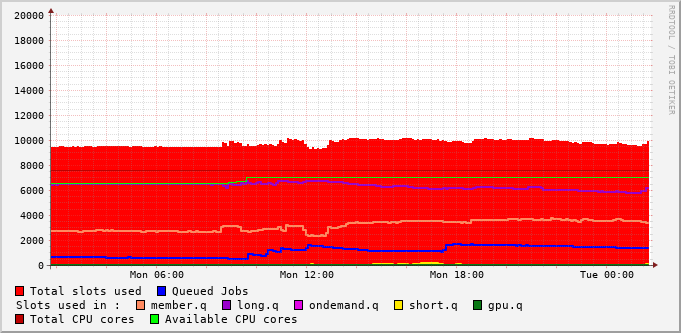 20000
18000
16000
14000
12000
10000
8000
6000
4000
2000
0
Mon 06:00 Mon 12:00 Mon 18:00 Tue 00:00
RRDTOOL / TOBI OETIKER
Total slots used Queued Jobs
Slots used in : member.q long.q ondemand.q short.q gpu.q
Total CPU cores Available CPU cores